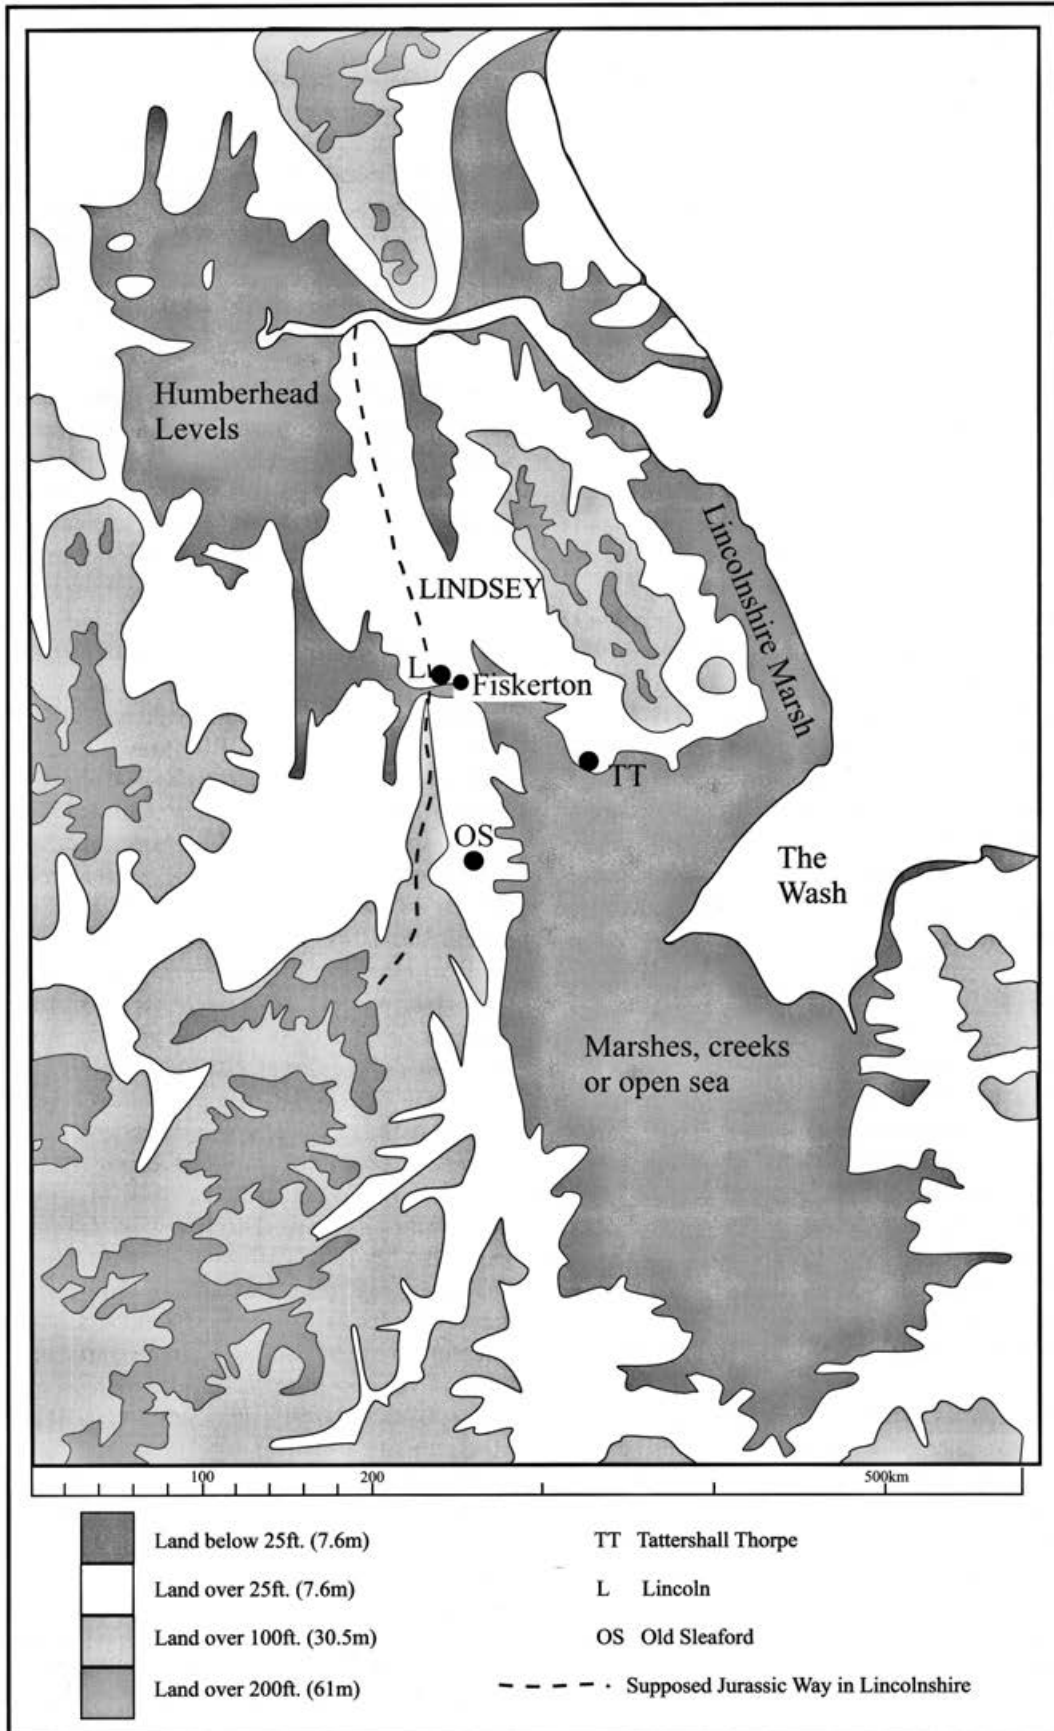 Humberhead
Levels
Lincolnshire Marsh
LINDSEY
L
Fiskerton
TT
OS
The
Wash
Marshes, creeks
or open sea
100 200 500km
Land below 25ft. (7.6m)
Land over 25ft. (7.6m)
Land over 100ft. (30.5m)
Land over 200ft. (61m)
TT Tattershall Thorpe
L Lincoln
OS Old Sleaford
Supposed Jurassic Way in Lincolnshire